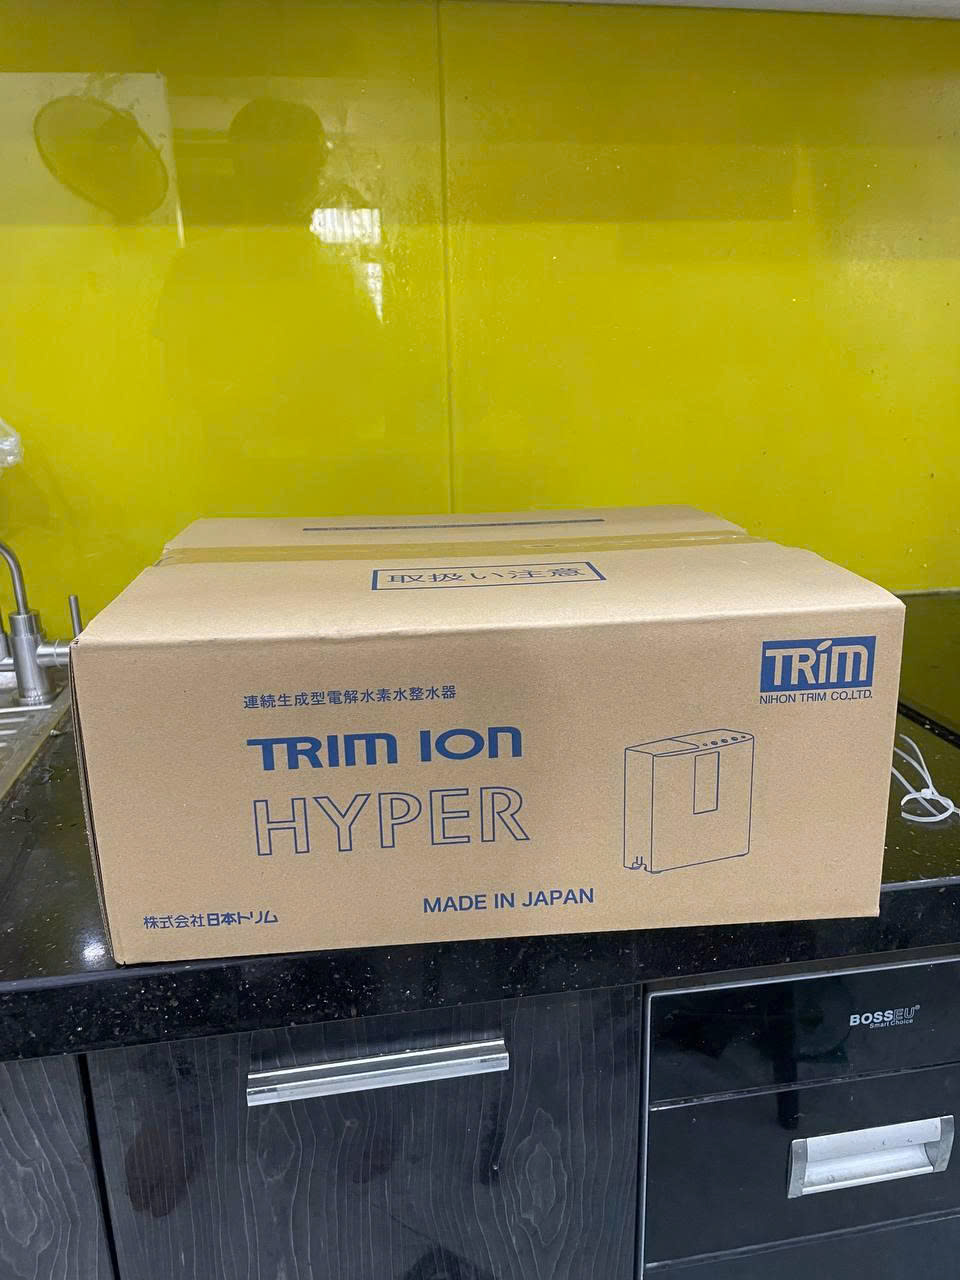 取扱い注意
TRIM
NIHON TRIM CO.,LTD.
連続生成型電解水素水整水器
TRIM ION
HYPER
MADE IN JAPAN
株式会社日本トリム
BOSSEU®
Smart Choice